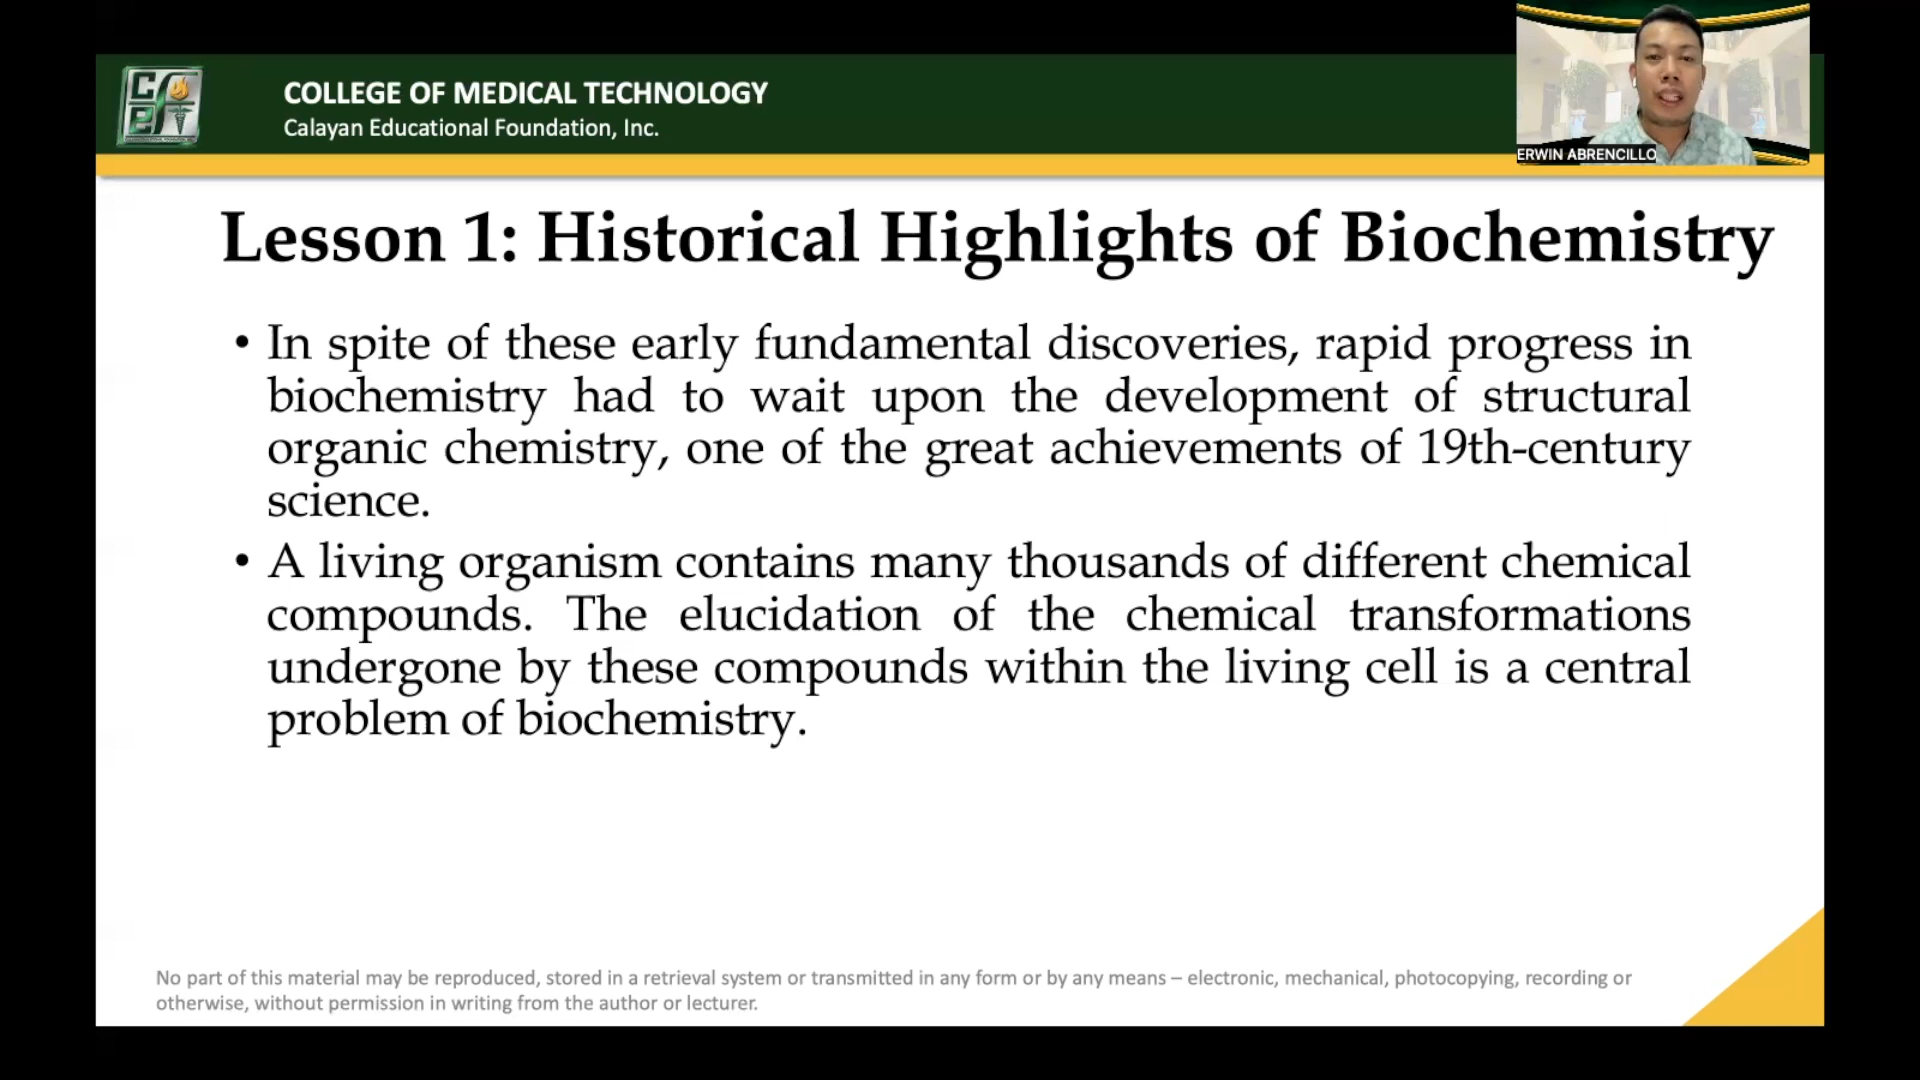 COLLEGE OF MEDICAL TECHNOLOGY
Calayan Educational Foundation, Inc.
ERWIN ABRENCILLO
Lesson 1: Historical Highlights of Biochemistry
• In spite of these early fundamental discoveries, rapid progress in
biochemistry had to wait upon the development of structural
organic chemistry, one of the great achievements of 19th-century
science.
• A living organism contains many thousands of different chemical
compounds. The elucidation of the chemical transformations
undergone by these compounds within the living cell is a central
problem of biochemistry.
No part of this material may be reproduced, stored in a retrieval system or transmitted in any form or by any means – electronic, mechanical, photocopying, recording or
otherwise, without permission in writing from the author or lecturer.